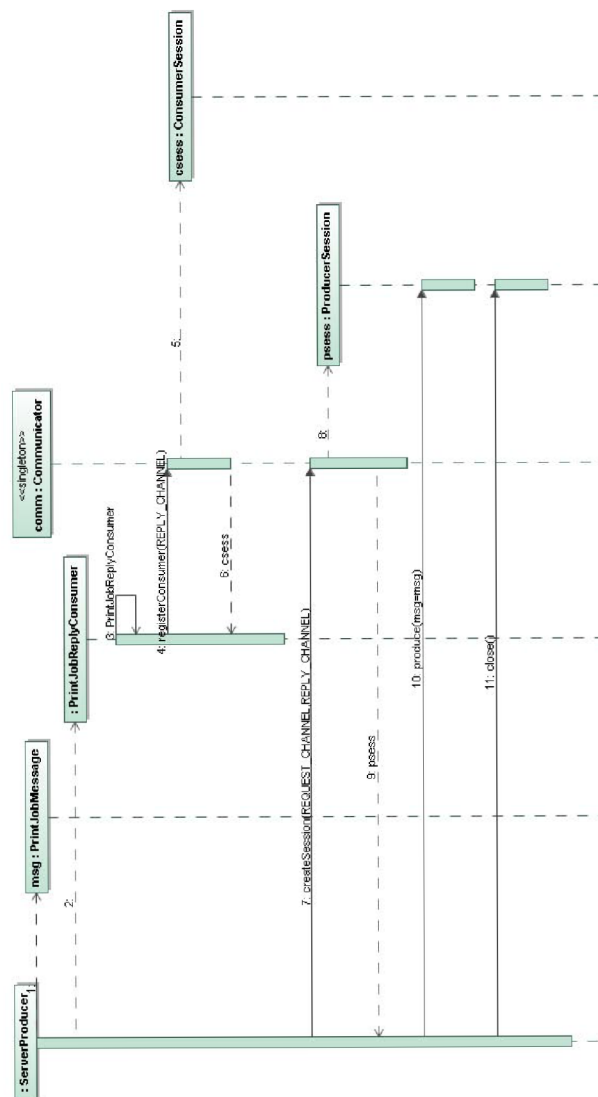 : ServerProducer
msg : PrintJobMessage
: PrintJobReplyConsumer
<<singleton>>
comm : Communicator
psess : ProducerSession
csess : ConsumerSession
1:
2:
3: PrintJobReplyConsumer
4: registerConsumer(REPLY_CHANNEL)
5:
6: csess
7: createSession(REQUEST_CHANNEL,REPLY_CHANNEL)
8:
9: psess
10: produce(msg=msg)
11: close()